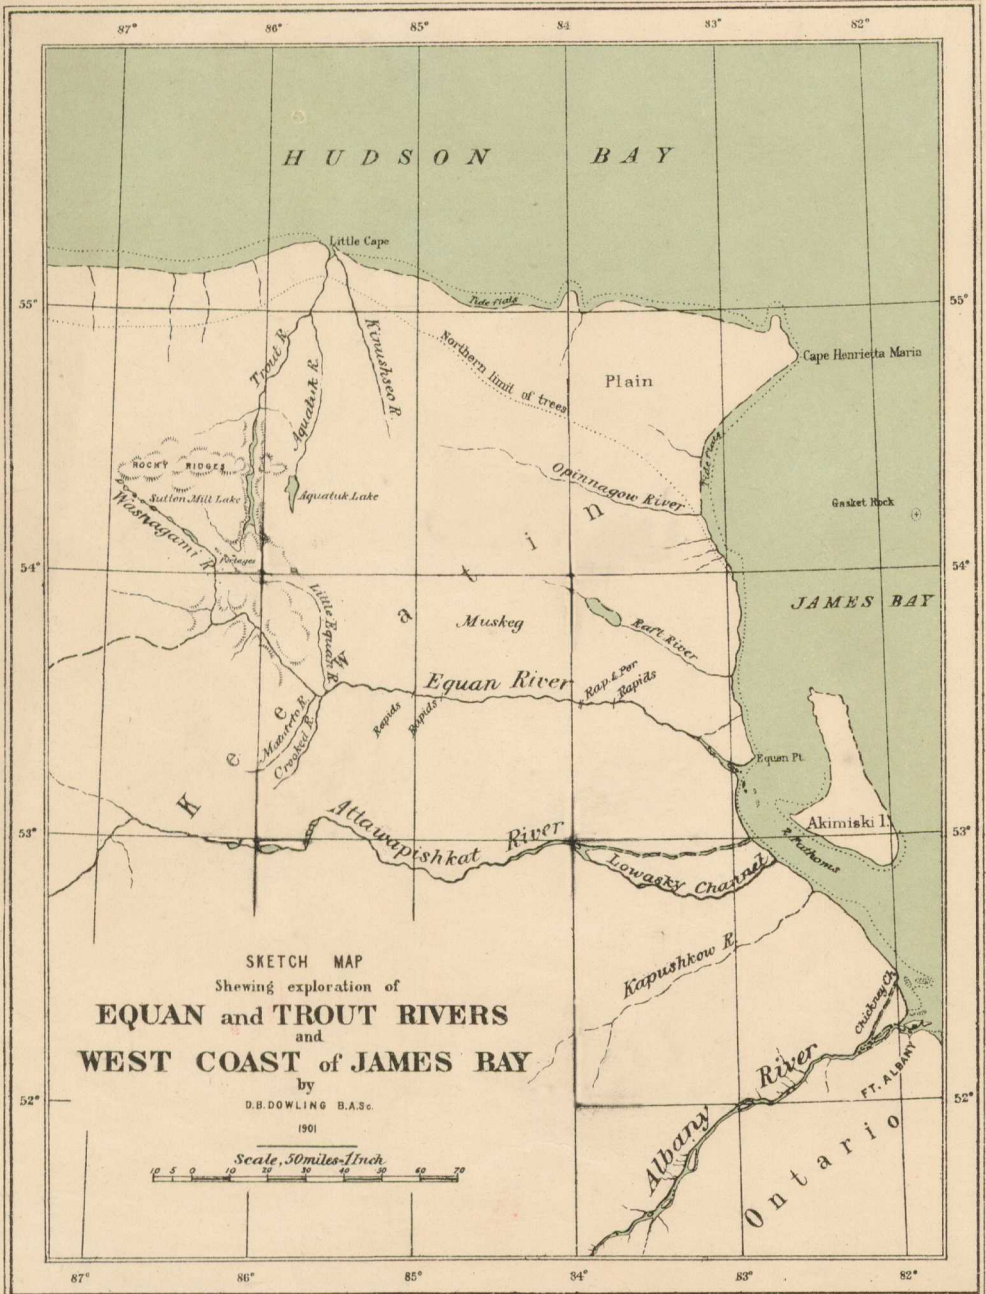 87° 86° 85° 84 83° 82°
HUDSON BAY
Little Cape
55° 55°
Tide flats
Trout R.
Aquatuk R.
Kinushseo R.
Northern limit of trees
Plain
Cape Henrietta Maria
Tide Flats
ROCKY RIDGES
Sutton Mill Lake
Aquatuk Lake
Washagami R.
Opinnagow River
Gasket Rock
Portages
54° 54°
Little Equan R.
Muskeg
Raft River
JAMES BAY
Keewatin
Equan River
Rap. & Por
Rapids
Rapids
Rapids
Crooked R.
Equan Pt.
53° 53°
Attawapishkat River
Akimiski I.
Fathoms
Lowasky Channel
Kapushkow R.
Chickney Ch.
Albany River
FT. ALBANY
52° 52°
Ontario
SKETCH MAP
Shewing exploration of
EQUAN and TROUT RIVERS
and
WEST COAST of JAMES BAY
by
D.B. DOWLING B.A.Sc.
1901
Scale, 50 miles=1 Inch
10 5 0 10 20 30 40 50 60 70
87° 86° 85° 84° 83° 82°